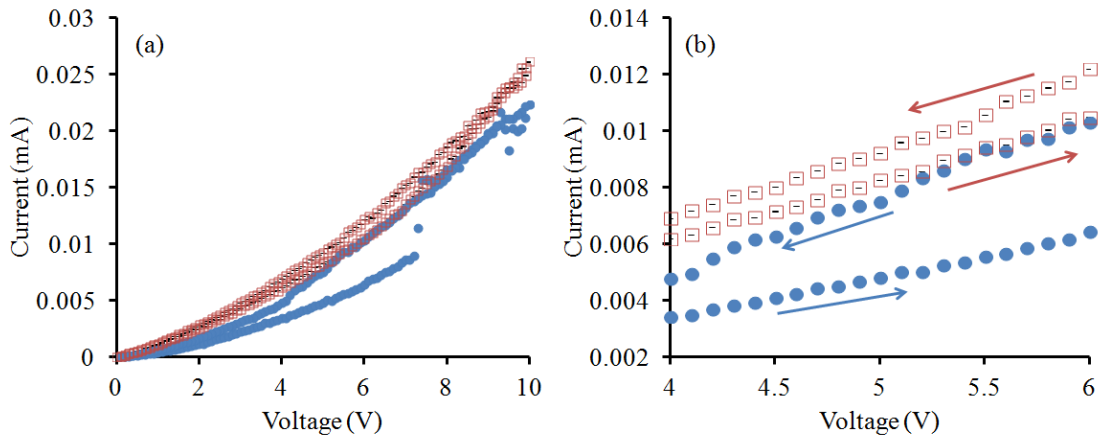 (a)
Current (mA)
0.03
0.025
0.02
0.015
0.01
0.005
0
0 2 4 6 8 10
Voltage (V)
(b)
Current (mA)
0.014
0.012
0.01
0.008
0.006
0.004
0.002
4 4.5 5 5.5 6
Voltage (V)